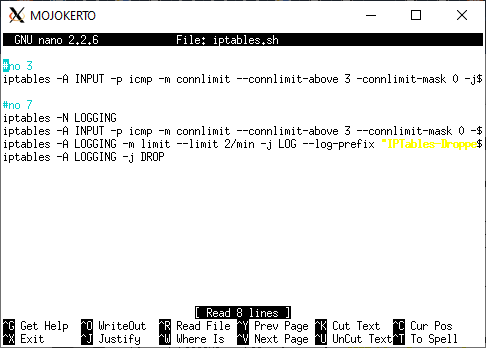 MOJOKERTO
GNU nano 2.2.6 File: iptables.sh
#no 3
iptables -A INPUT -p icmp -m connlimit --connlimit-above 3 -connlimit-mask 0 -j$
#no 7
iptables -N LOGGING
iptables -A INPUT -p icmp -m connlimit --connlimit-above 3 --connlimit-mask 0 -$
iptables -A LOGGING -m limit --limit 2/min -j LOG --log-prefix "IPtables-Droppe$
iptables -A LOGGING -j DROP
[ Read 8 lines ]
^G Get Help ^O WriteOut ^R Read File ^Y Prev Page ^K Cut Text ^C Cur Pos
^X Exit ^J Justify ^W Where Is ^V Next Page ^U UnCut Text ^T To Spell